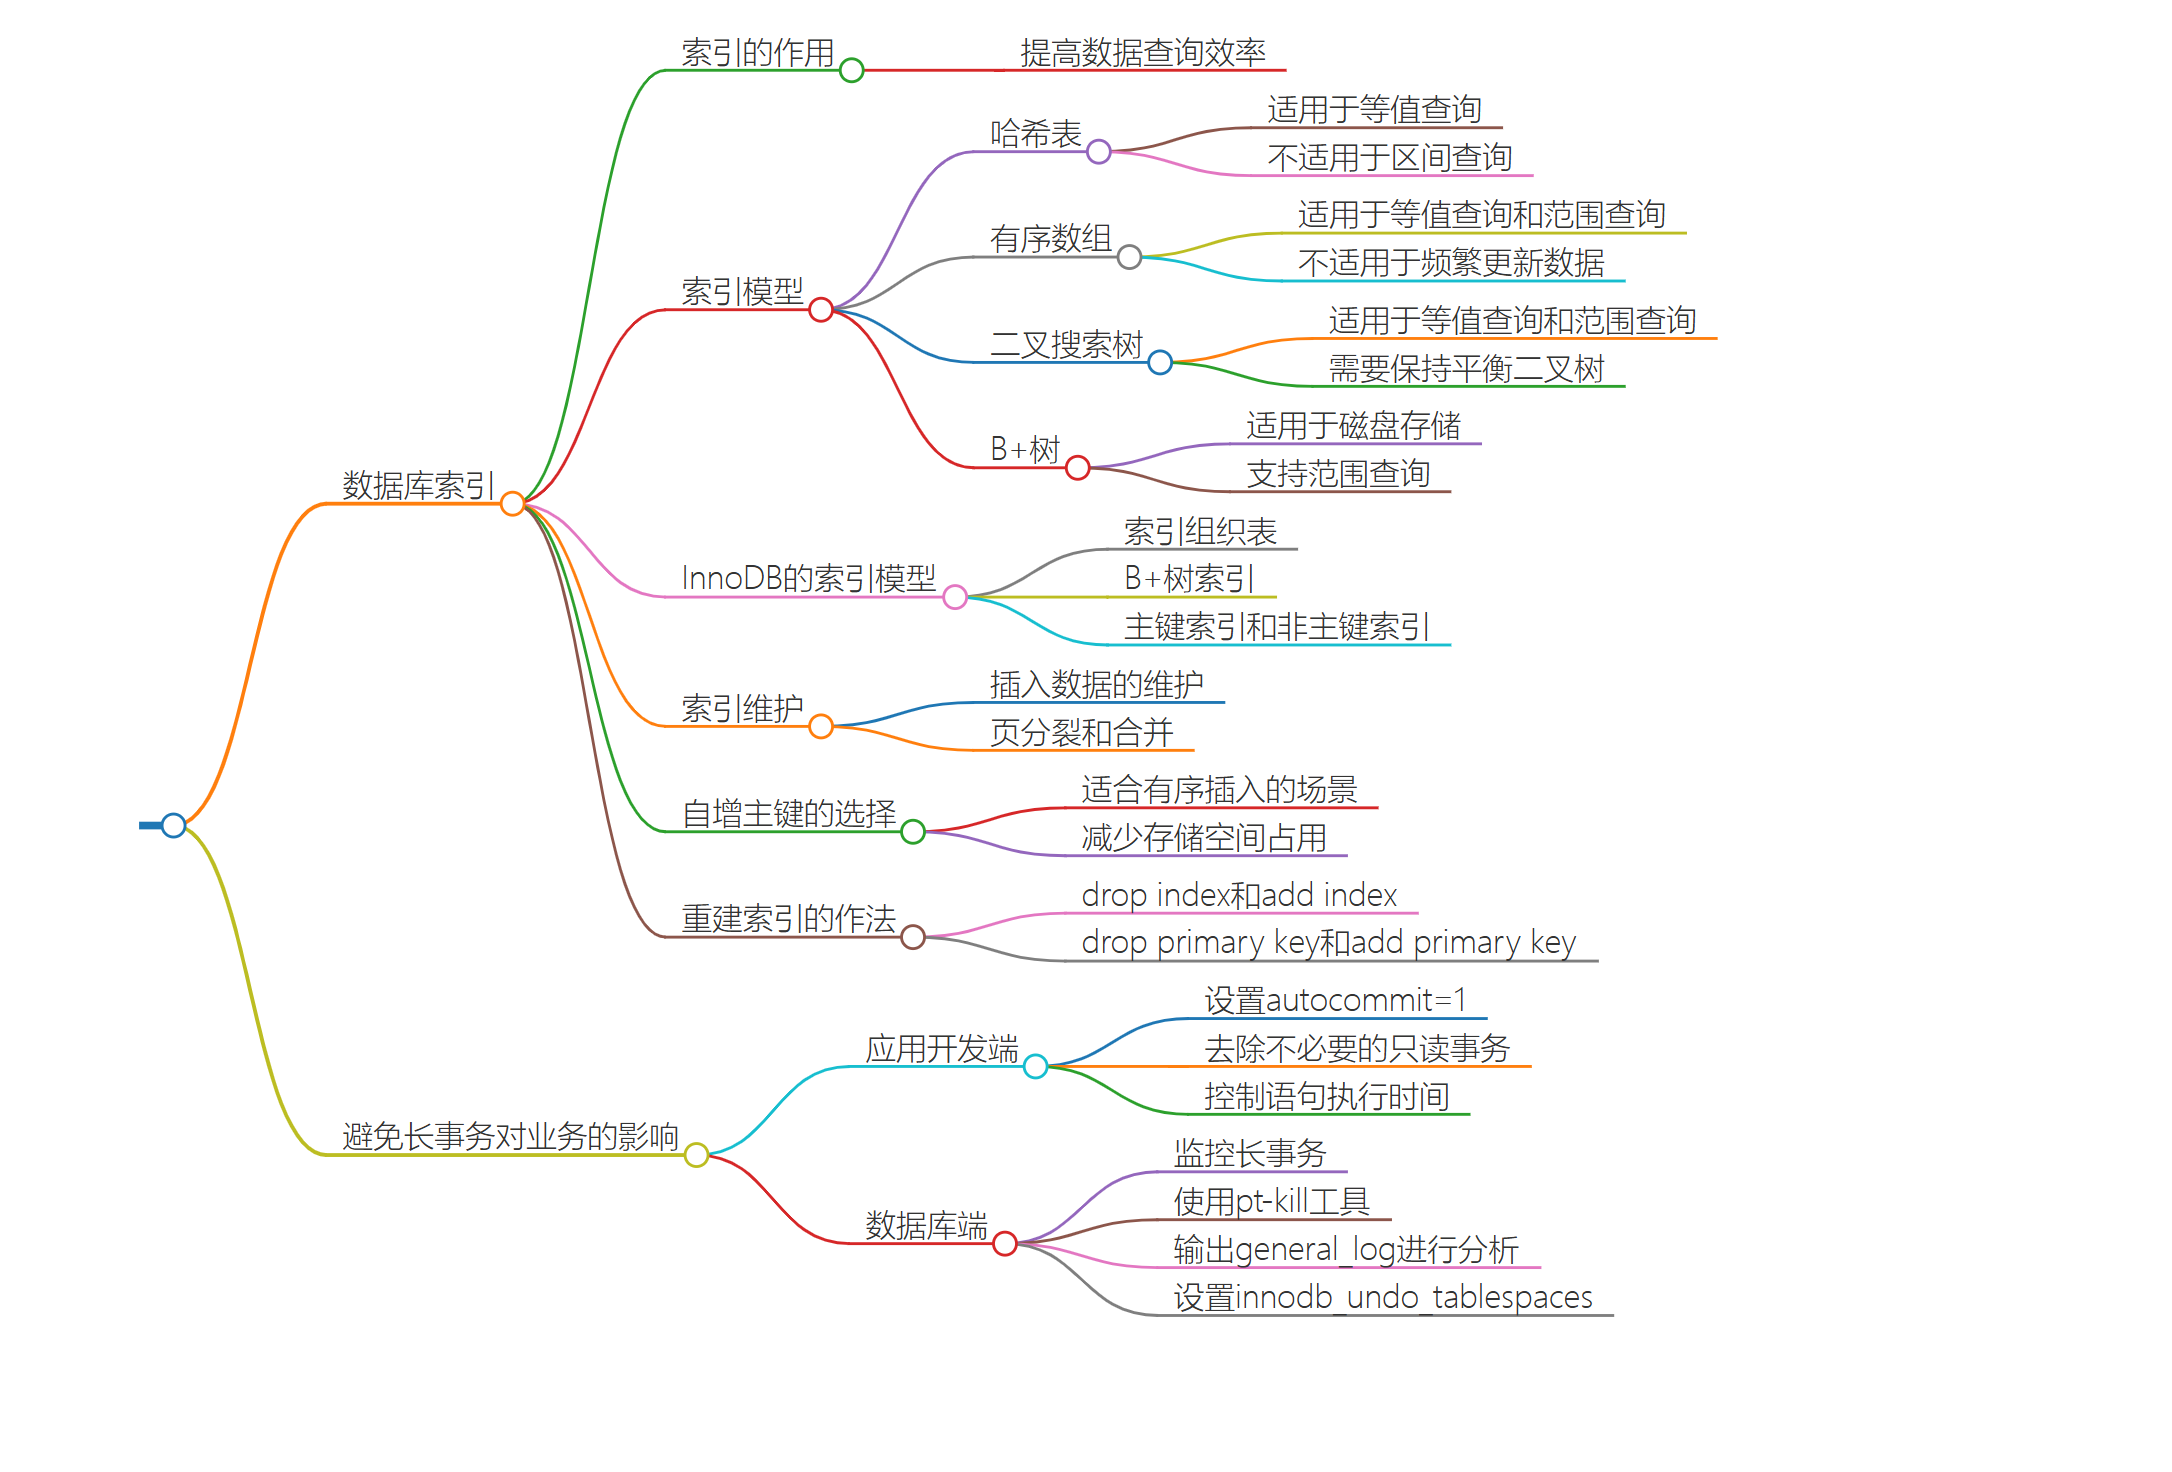 索引的作用
提高数据查询效率
哈希表
适用于等值查询
不适用于区间查询
有序数组
适用于等值查询和范围查询
不适用于频繁更新数据
索引模型
二叉搜索树
适用于等值查询和范围查询
需要保持平衡二叉树
B+树
适用于磁盘存储
支持范围查询
数据库索引
InnoDB的索引模型
索引组织表
B+树索引
主键索引和非主键索引
索引维护
插入数据的维护
页分裂和合并
自增主键的选择
适合有序插入的场景
减少存储空间占用
重建索引的作法
drop index和add index
drop primary key和add primary key
避免长事务对业务的影响
应用开发端
设置autocommit=1
去除不必要的只读事务
控制语句执行时间
数据库端
监控长事务
使用pt-kill工具
输出general_log进行分析
设置innodb_undo_tablespaces